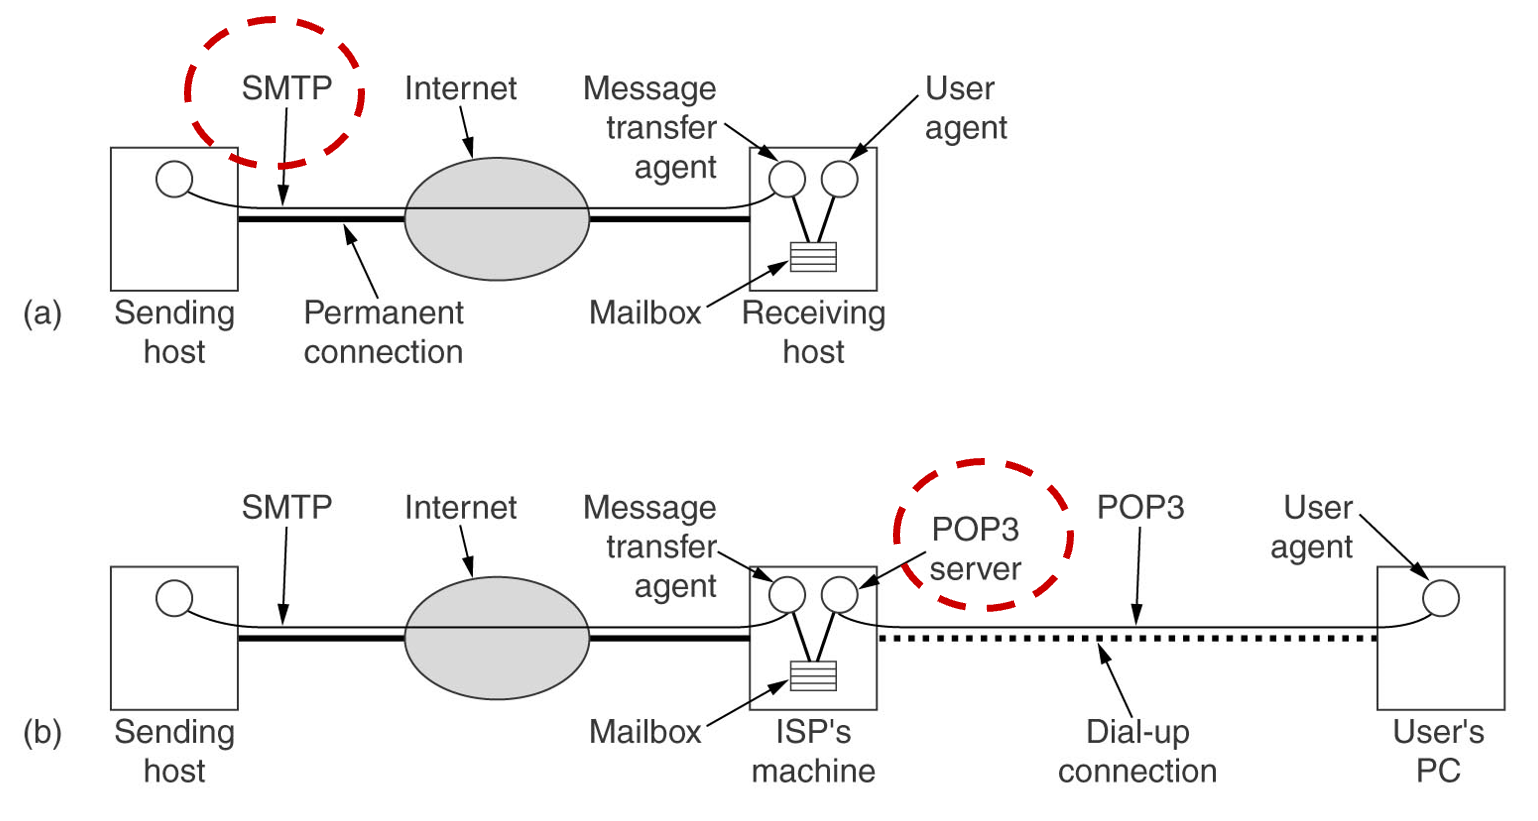 SMTP
Internet
Message
transfer
agent
User
agent
(a)
Sending
host
Permanent
connection
Mailbox
Receiving
host
SMTP
Internet
Message
transfer
agent
POP3
server
POP3
User
agent
(b)
Sending
host
Mailbox
ISP's
machine
Dial-up
connection
User's
PC